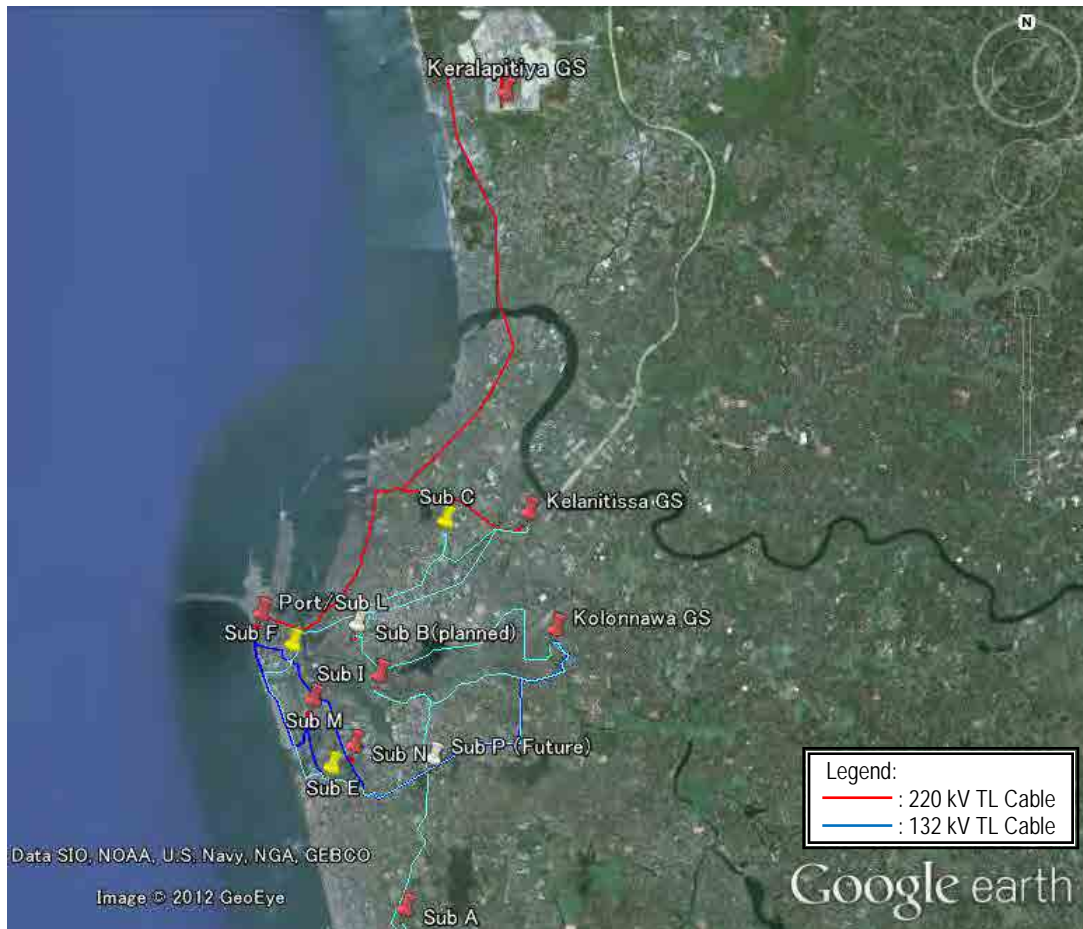 N
Keralapitiya GS
Sub C
Kelanitissa GS
Port/Sub L
Sub F
Sub B(planned)
Kolonnawa GS
Sub I
Sub M
Sub N
Sub P (Future)
Sub E
Legend:
: 220 kV TL Cable
: 132 kV TL Cable
Data SIO, NOAA, U.S. Navy, NGA, GEBCO
Image © 2012 GeoEye
Google earth
Sub A